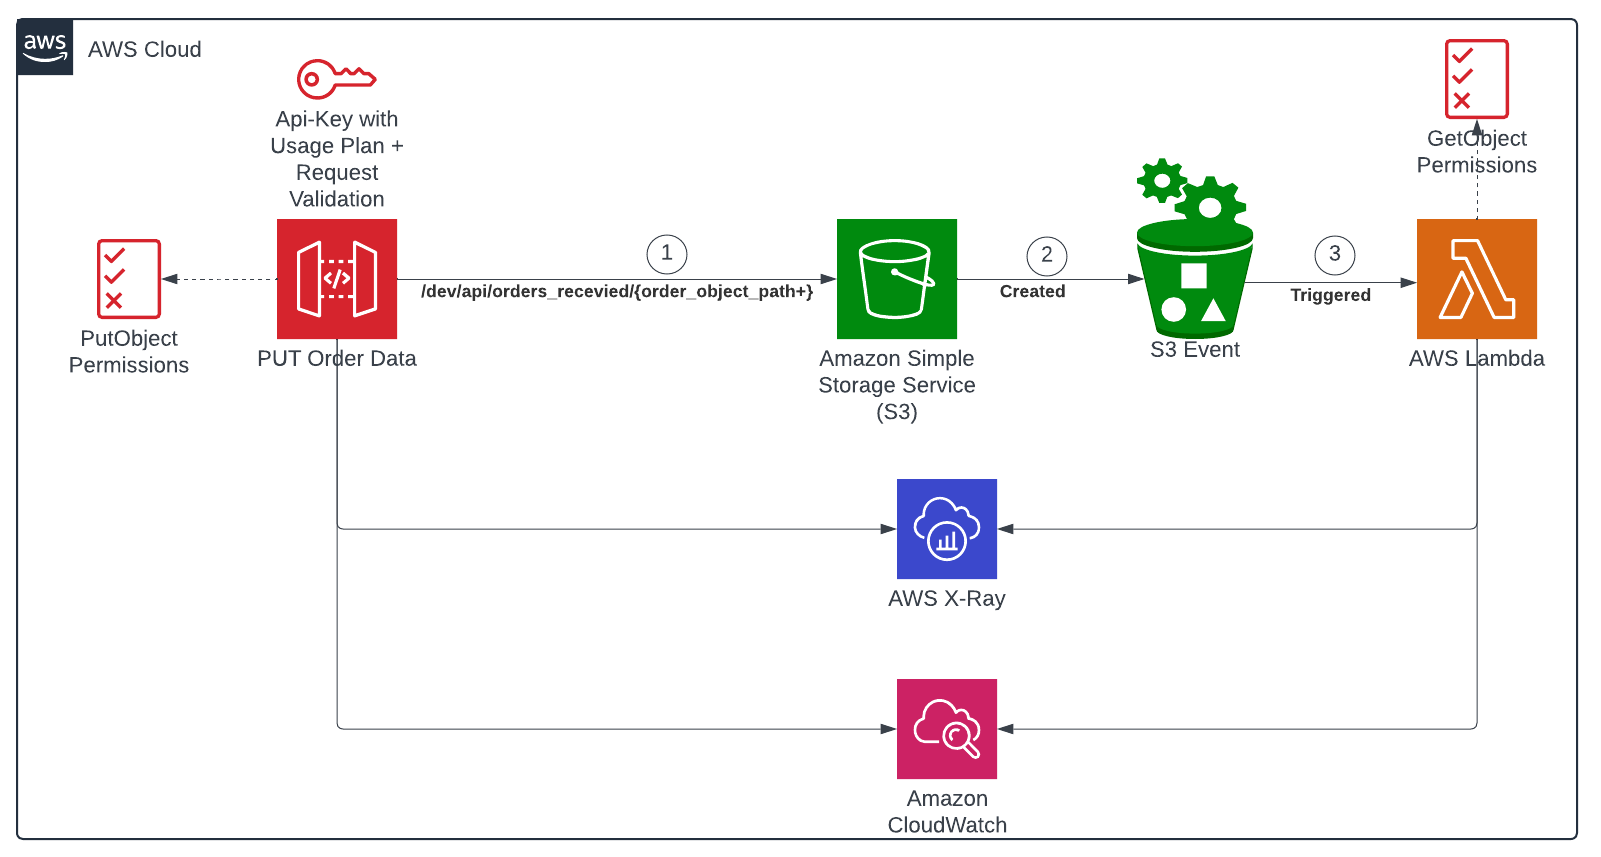 aws
AWS Cloud
Api-Key with
Usage Plan +
Request
Validation
GetObject
Permissions
1
2
3
/dev/api/orders_recevied/{order_object_path+}
Created
Triggered
PutObject
Permissions
PUT Order Data
Amazon Simple
Storage Service
(S3)
S3 Event
AWS Lambda
AWS X-Ray
Amazon
CloudWatch